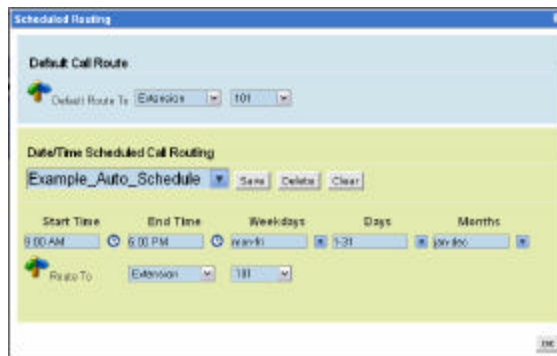 Scheduled Routing
Default Call Route
Default Route To Extension 101
Date/Time Scheduled Call Routing
Example_Auto_Schedule Save Delete Clear
Start Time End Time Weekdays Days Months
9:00 AM 6:00 PM mon-fri 1-31 jan-dec
Route To Extension 101